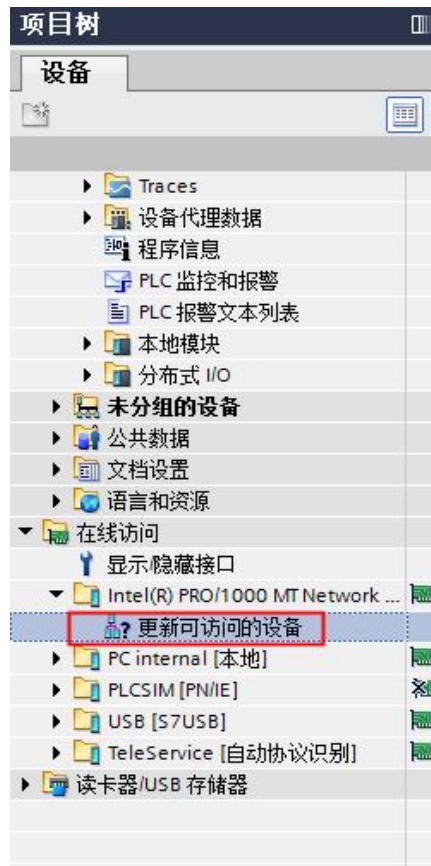 项目树
设备
Traces
设备代理数据
程序信息
PLC 监控和报警
PLC 报警文本列表
本地模块
分布式 I/O
未分组的设备
公共数据
文档设置
语言和资源
在线访问
显示/隐藏接口
Intel(R) PRO/1000 MT Network ...
更新可访问的设备
PC internal [本地]
PLCSIM [PN/IE]
USB [S7USB]
TeleService [自动协议识别]
读卡器/USB 存储器